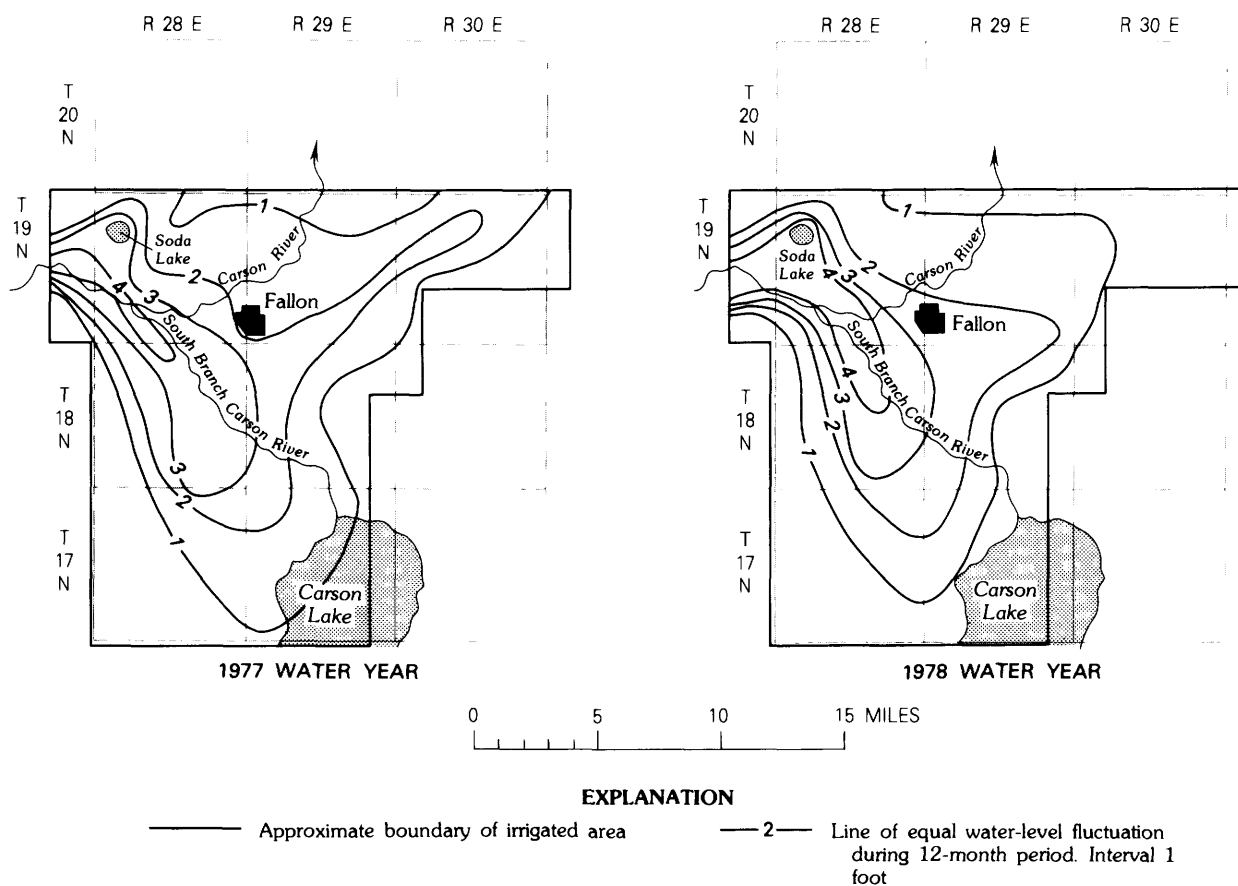 R 28 E R 29 E R 30 E
T
20
N
T
19
N
T
18
N
T
17
N
1
Soda
Lake
Carson River
2
3
4
Fallon
South Branch Carson River
3
2
1
Carson
Lake
1977 WATER YEAR
R 28 E R 29 E R 30 E
T
20
N
T
19
N
T
18
N
T
17
N
1
Soda
Lake
Carson River
2
3
4
Fallon
South Branch Carson River
4
3
2
1
Carson
Lake
1978 WATER YEAR
0 5 10 15 MILES
EXPLANATION
Approximate boundary of irrigated area
2 Line of equal water-level fluctuation
during 12-month period. Interval 1
foot